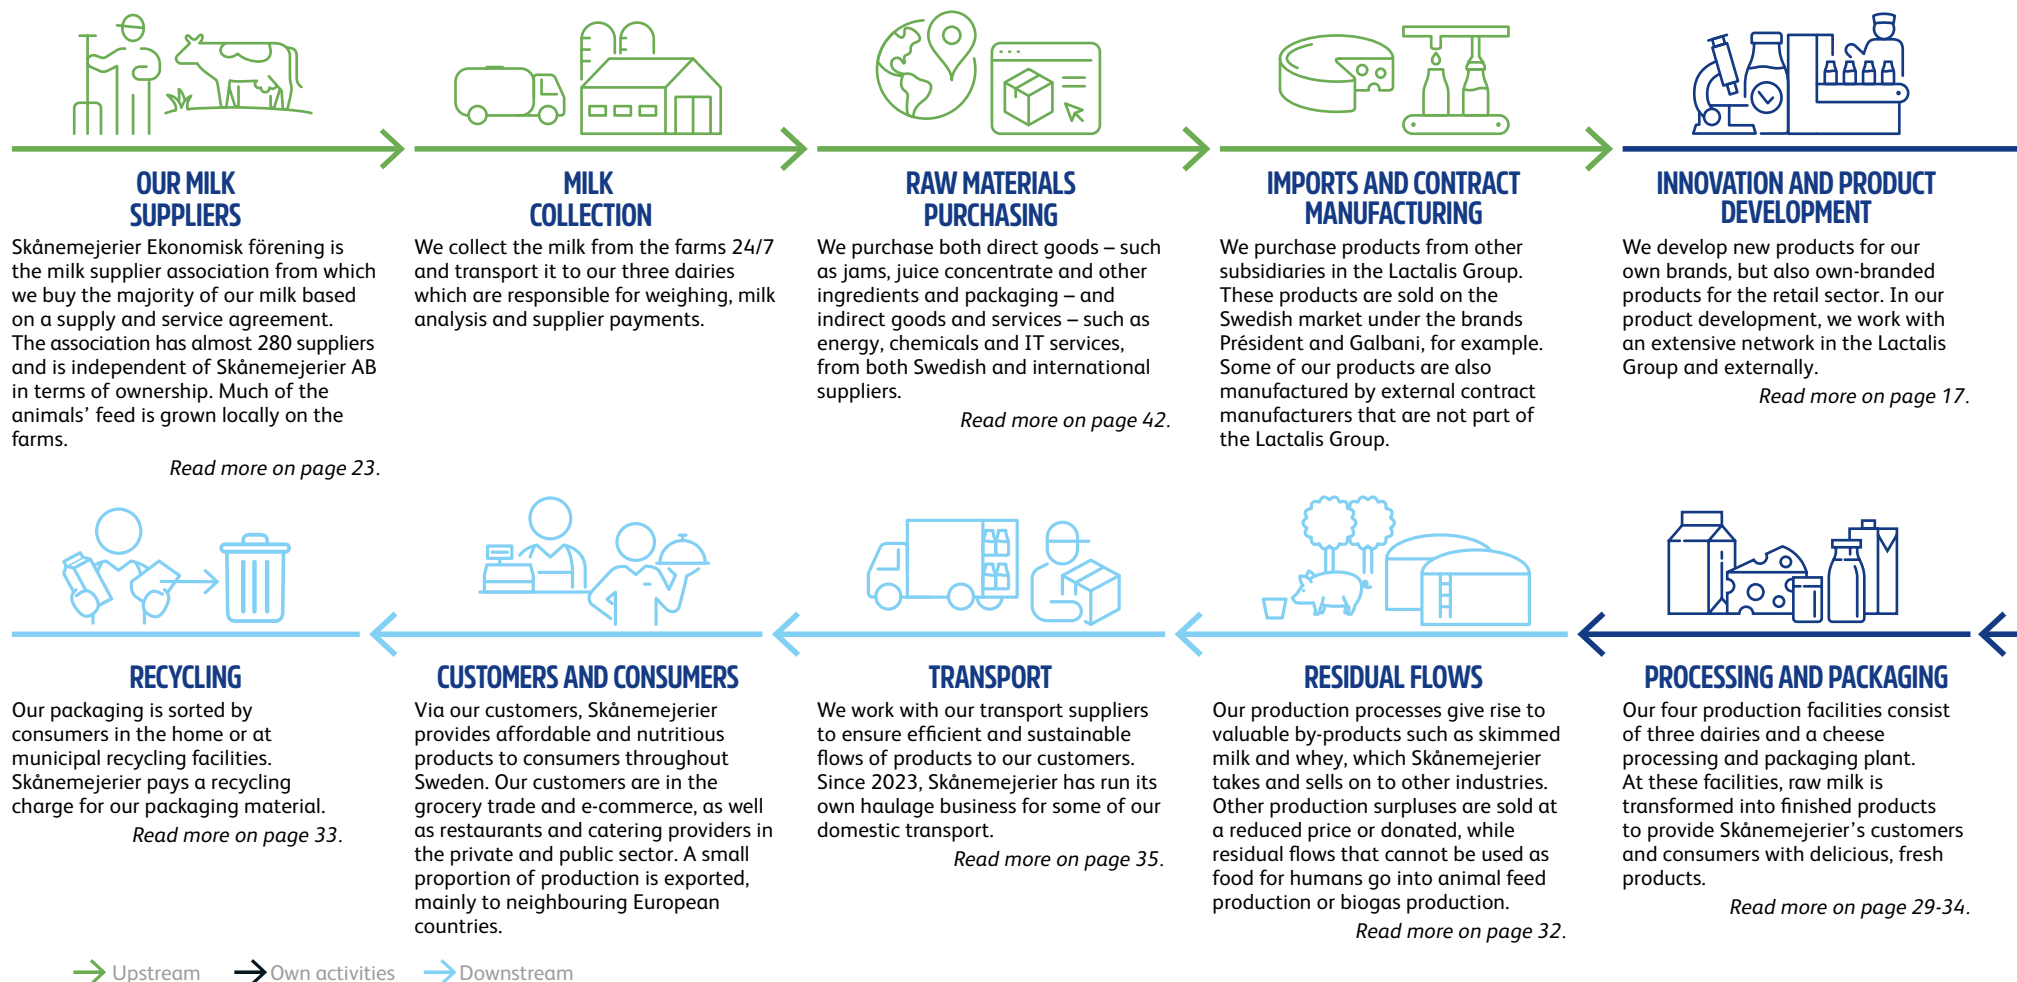 OUR MILK
SUPPLIERS
Skånemejerier Ekonomisk förening is
the milk supplier association from which
we buy the majority of our milk based
on a supply and service agreement.
The association has almost 280 suppliers
and is independent of Skånemejerier AB
in terms of ownership. Much of the
animals’ feed is grown locally on the
farms.
Read more on page 23.
MILK
COLLECTION
We collect the milk from the farms 24/7
and transport it to our three dairies
which are responsible for weighing, milk
analysis and supplier payments.
RAW MATERIALS
PURCHASING
We purchase both direct goods – such
as jams, juice concentrate and other
ingredients and packaging – and
indirect goods and services – such as
energy, chemicals and IT services,
from both Swedish and international
suppliers.
Read more on page 42.
IMPORTS AND CONTRACT
MANUFACTURING
We purchase products from other
subsidiaries in the Lactalis Group.
These products are sold on the
Swedish market under the brands
Président and Galbani, for example.
Some of our products are also
manufactured by external contract
manufacturers that are not part of
the Lactalis Group.
INNOVATION AND PRODUCT
DEVELOPMENT
We develop new products for our
own brands, but also own-branded
products for the retail sector. In our
product development, we work with
an extensive network in the Lactalis
Group and externally.
Read more on page 17.
RECYCLING
Our packaging is sorted by
consumers in the home or at
municipal recycling facilities.
Skånemejerier pays a recycling
charge for our packaging material.
Read more on page 33.
CUSTOMERS AND CONSUMERS
Via our customers, Skånemejerier
provides affordable and nutritious
products to consumers throughout
Sweden. Our customers are in the
grocery trade and e-commerce, as well
as restaurants and catering providers in
the private and public sector. A small
proportion of production is exported,
mainly to neighbouring European
countries.
TRANSPORT
We work with our transport suppliers
to ensure efficient and sustainable
flows of products to our customers.
Since 2023, Skånemejerier has run its
own haulage business for some of our
domestic transport.
Read more on page 35.
RESIDUAL FLOWS
Our production processes give rise to
valuable by-products such as skimmed
milk and whey, which Skånemejerier
takes and sells on to other industries.
Other production surpluses are sold at
a reduced price or donated, while
residual flows that cannot be used as
food for humans go into animal feed
production or biogas production.
Read more on page 32.
PROCESSING AND PACKAGING
Our four production facilities consist
of three dairies and a cheese
processing and packaging plant.
At these facilities, raw milk is
transformed into finished products
to provide Skånemejerier’s customers
and consumers with delicious, fresh
products.
Read more on page 29-34.
Upstream
Own activities
Downstream